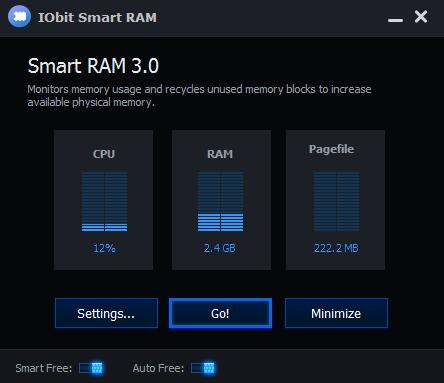 IObit Smart RAM
Smart RAM 3.0
Monitors memory usage and recycles unused memory blocks to increase
available physical memory.
CPU
RAM
Pagefile
12%
2.4 GB
222.2 MB
Settings...
Go!
Minimize
Smart Free:
Auto Free: